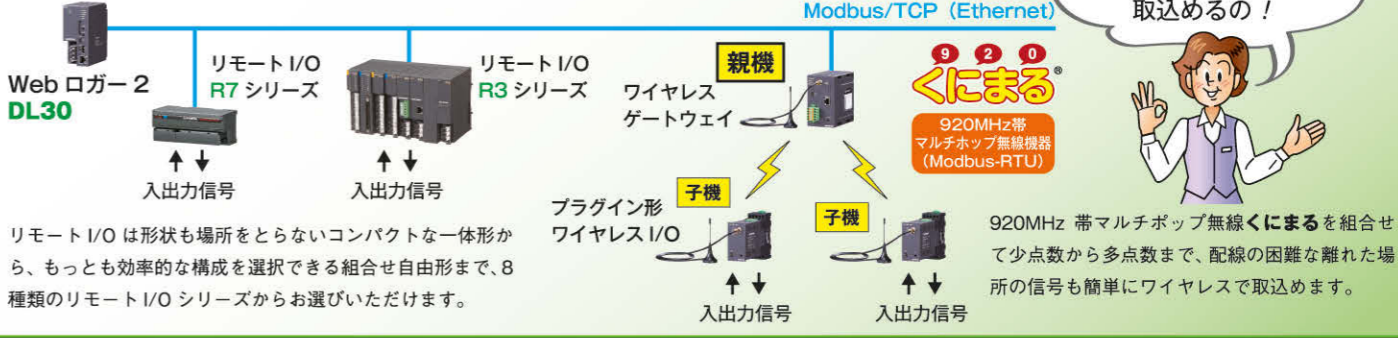 Modbus/TCP (Ethernet)
取込めるの！
Web ロガー 2
DL30
リモート I/O
R7 シリーズ
入出力信号
リモート I/O
R3 シリーズ
入出力信号
親機
ワイヤレス
ゲートウェイ
920
くにまる®
920MHz帯
マルチホップ無線機器
(Modbus-RTU)
プラグイン形
ワイヤレス I/O
子機
入出力信号
子機
入出力信号
リモート I/O は形状も場所をとらないコンパクトな一体形か
ら、もっとも効率的な構成を選択できる組合せ自由形まで、8
種類のリモート I/O シリーズからお選びいただけます。
920MHz 帯マルチホップ無線くにまるを組合せ
て少点数から多点数まで、配線の困難な離れた場
所の信号も簡単にワイヤレスで取込めます。